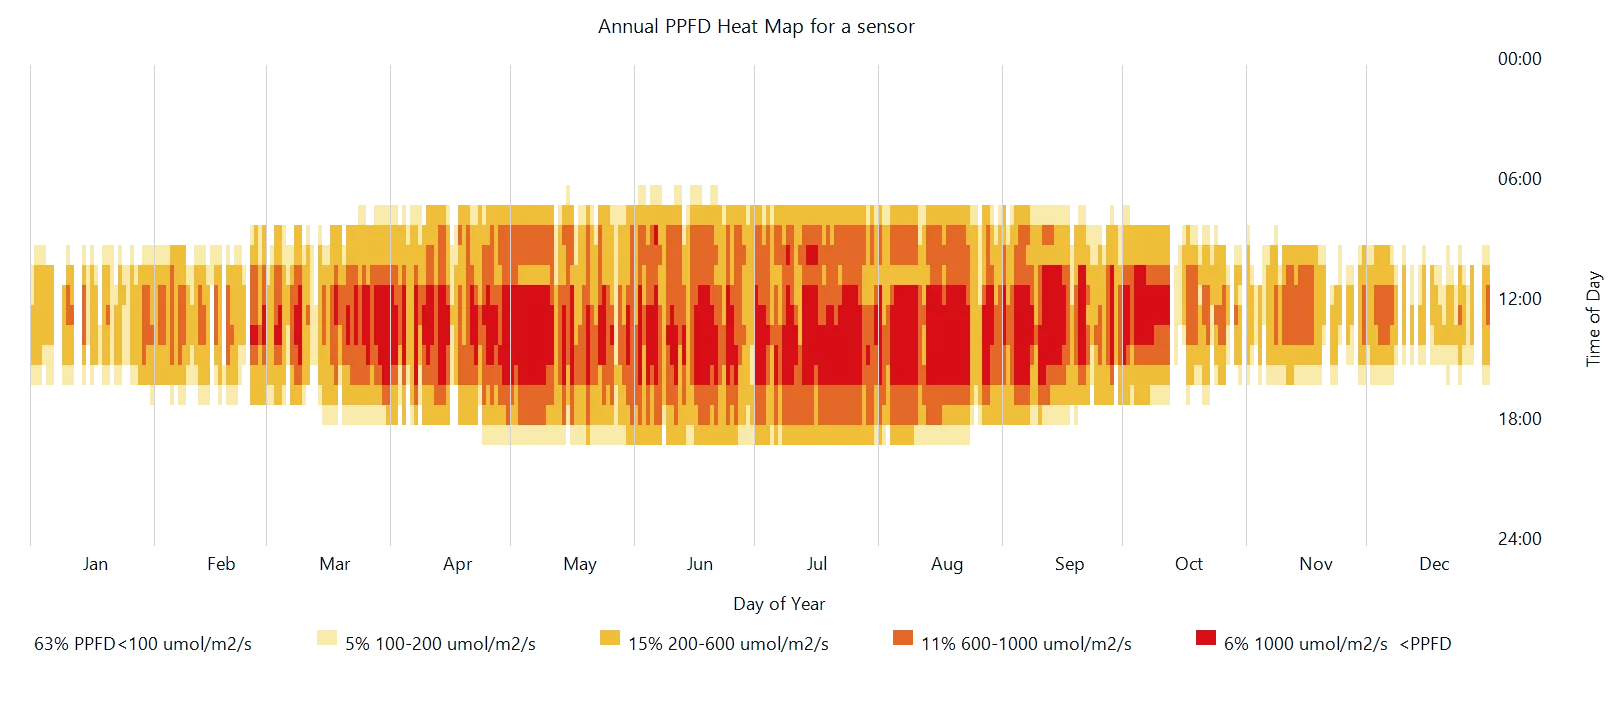 Annual PPFD Heat Map for a sensor
00:00
06:00
12:00
18:00
24:00
Time of Day
Jan Feb Mar Apr May Jun Jul Aug Sep Oct Nov Dec
Day of Year
63% PPFD<100 umol/m2/s 5% 100-200 umol/m2/s 15% 200-600 umol/m2/s 11% 600-1000 umol/m2/s 6% 1000 umol/m2/s <PPFD